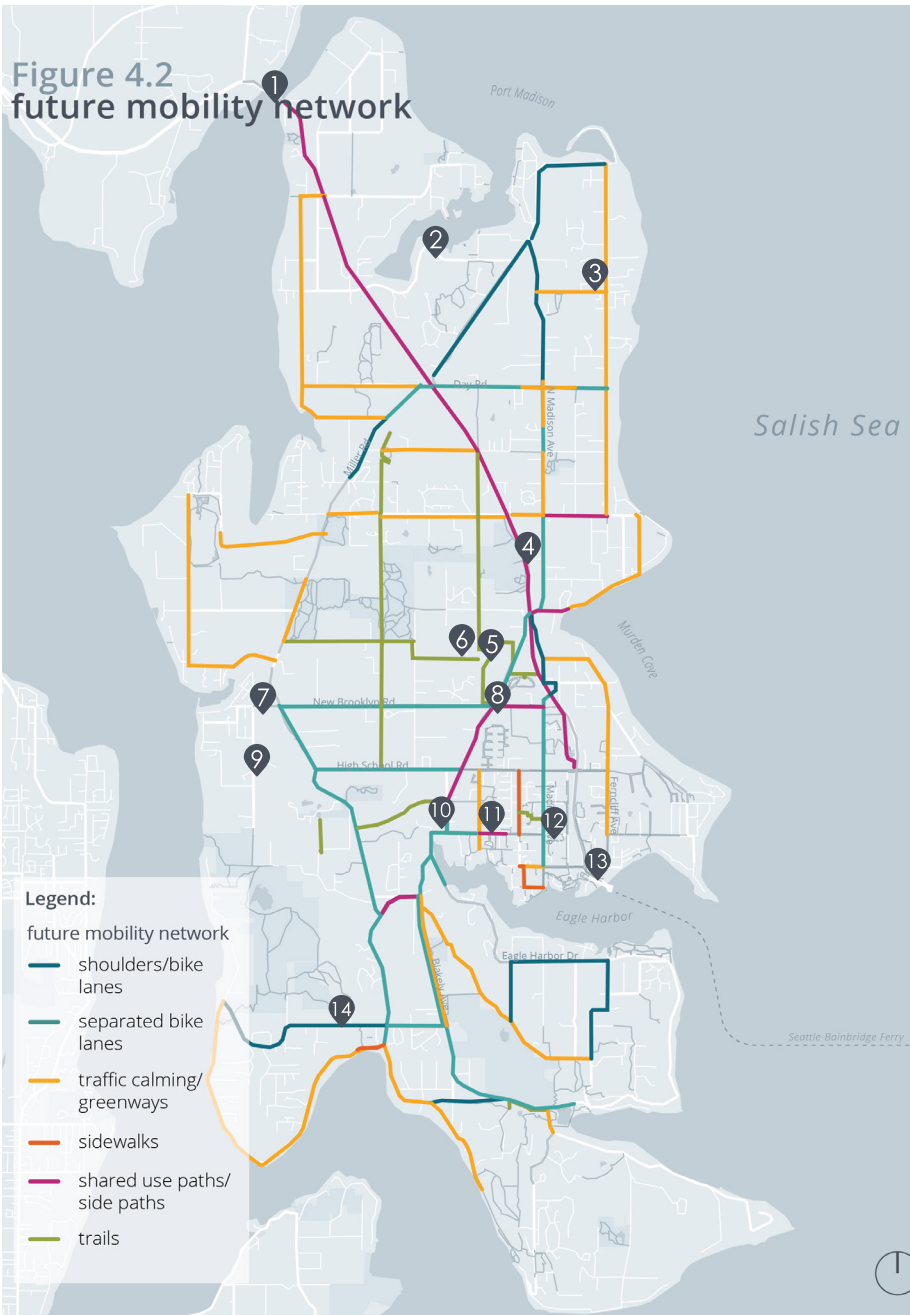 Figure 4.2
future mobility network
1
Port Madison
2
3
Day Rd
N Madison Ave
Salish Sea
Miller Rd
4
Murden Cove
6
5
7
New Brooklyn Rd
8
9
High School Rd
Ferncliff Ave
10
11
12
13
Legend:
future mobility network
shoulders/bike
lanes
separated bike
lanes
traffic calming/
greenways
sidewalks
shared use paths/
side paths
trails
Eagle Harbor
Eagle Harbor Dr
Blakely Ave
14
Seattle-Bainbridge Ferry